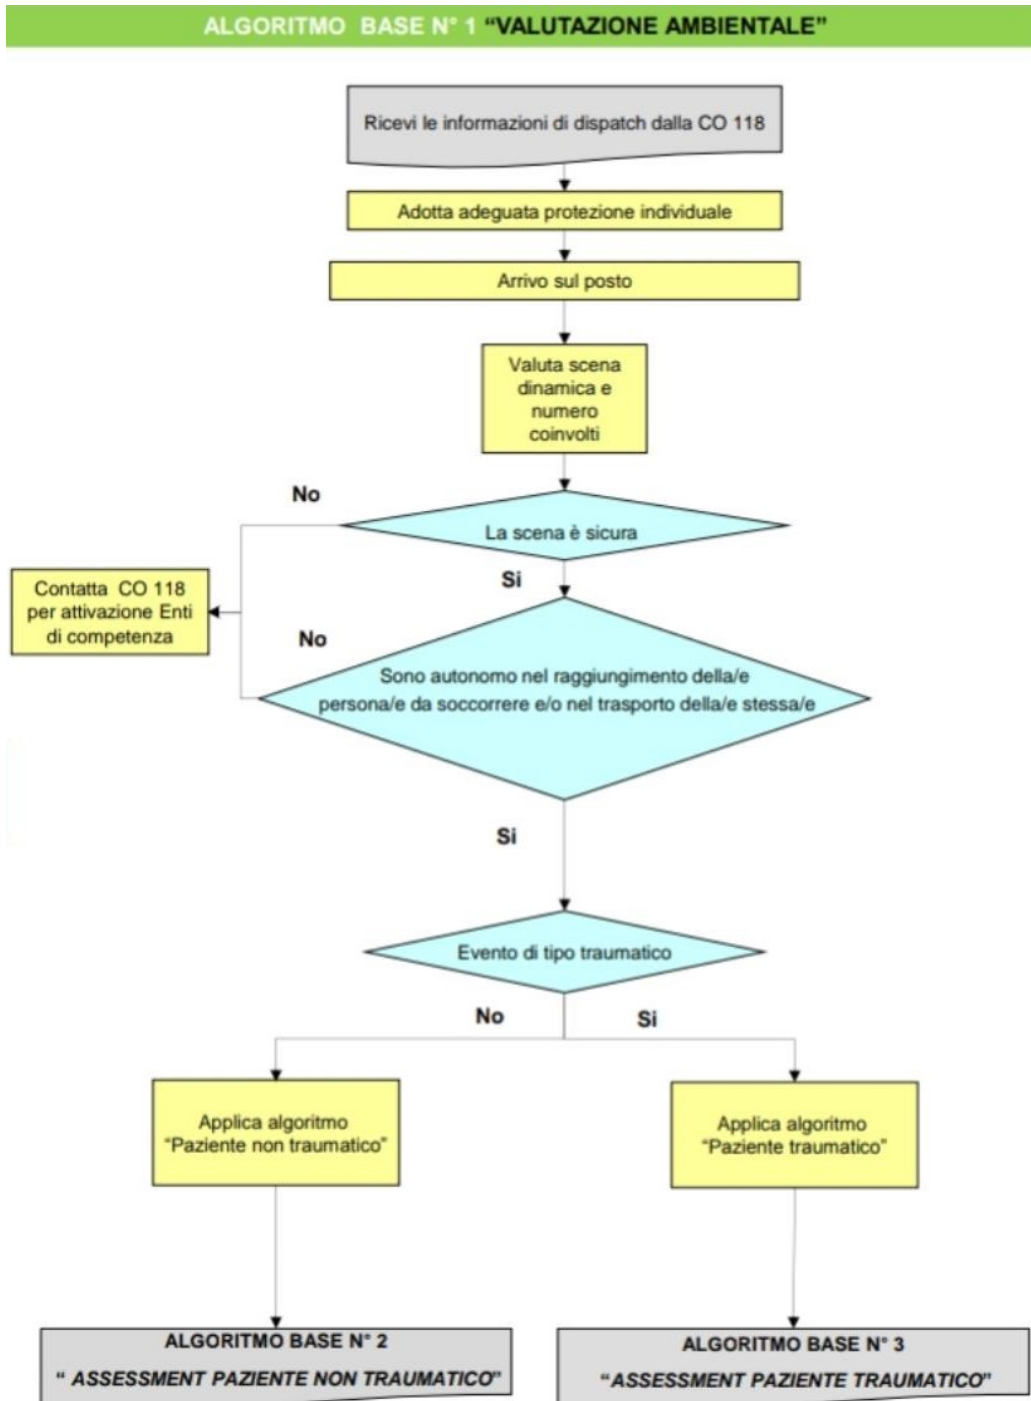 ALGORITMO BASE N° 1 “VALUTAZIONE AMBIENTALE”
Ricevi le informazioni di dispatch dalla CO 118
Adotta adeguata protezione individuale
Arrivo sul posto
Valuta scena
dinamica e
numero
coinvolti
No
La scena è sicura
Si
Contatta CO 118
per attivazione Enti
di competenza
No
Sono autonomo nel raggiungimento della/e
persona/e da soccorrere e/o nel trasporto della/e stessa/e
Si
Evento di tipo traumatico
No
Si
Applica algoritmo
“Paziente non traumatico”
Applica algoritmo
“Paziente traumatico”
ALGORITMO BASE N° 2
“ ASSESSMENT PAZIENTE NON TRAUMATICO”
ALGORITMO BASE N° 3
“ASSESSMENT PAZIENTE TRAUMATICO”